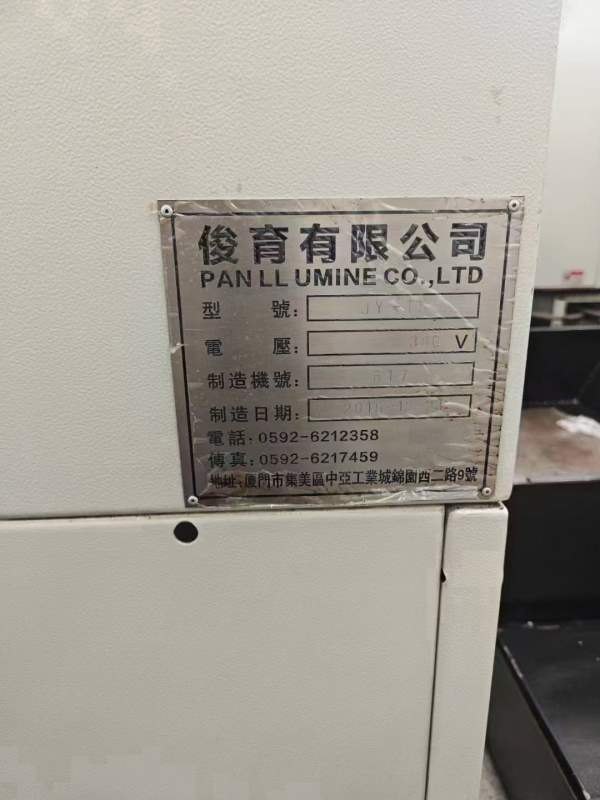 俊育有限公司
PAN LL UMINE CO.,LTD
型 號:
電 壓: V
制造機號: 617
制造日期:
電話:0592-6212358
傳真:0592-6217459
地址:厦門市集美區中亞工業城錦園西二路9號